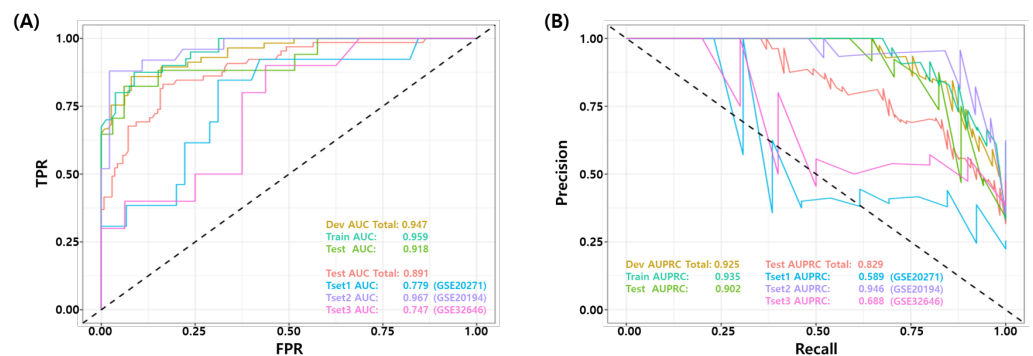 (A)
1.00
0.75
0.50
0.25
0.00
TPR
Dev AUC Total: 0.947
Train AUC: 0.959
Test AUC: 0.918
Test AUC Total: 0.891
Tset1 AUC: 0.779 (GSE20271)
Tset2 AUC: 0.967 (GSE20194)
Tset3 AUC: 0.747 (GSE32646)
0.00 0.25 0.50 0.75 1.00
FPR
(B)
1.00
0.75
0.50
0.25
0.00
Precision
Dev AUPRC Total: 0.925
Train AUPRC: 0.935
Test AUPRC: 0.902
Test AUPRC Total: 0.829
Tset1 AUPRC: 0.589 (GSE20271)
Tset2 AUPRC: 0.946 (GSE20194)
Tset3 AUPRC: 0.688 (GSE32646)
0.00 0.25 0.50 0.75 1.00
Recall